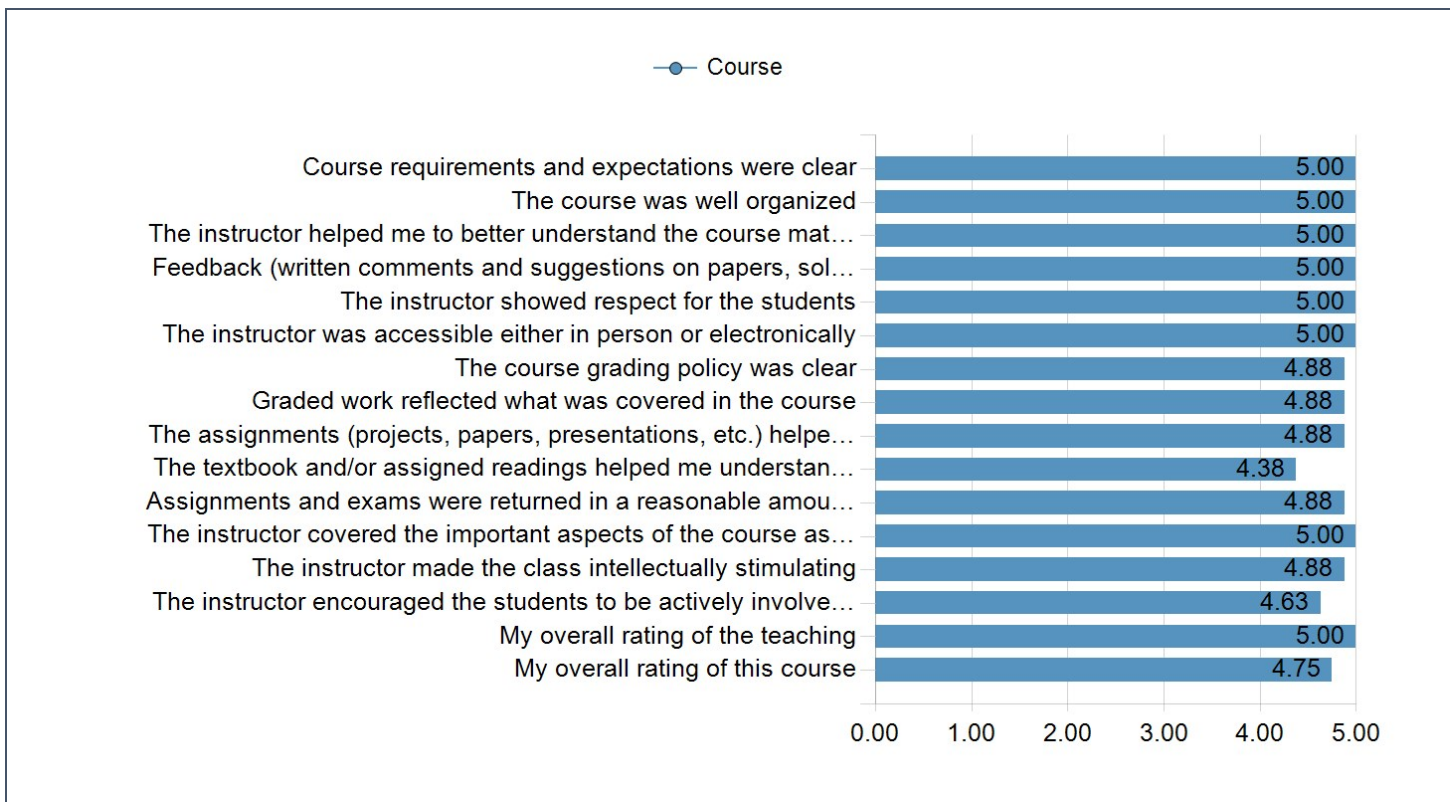 Course
Course requirements and expectations were clear 5.00
The course was well organized 5.00
The instructor helped me to better understand the course mat… 5.00
Feedback (written comments and suggestions on papers, sol… 5.00
The instructor showed respect for the students 5.00
The instructor was accessible either in person or electronically 5.00
The course grading policy was clear 4.88
Graded work reflected what was covered in the course 4.88
The assignments (projects, papers, presentations, etc.) helpe… 4.88
The textbook and/or assigned readings helped me understan… 4.38
Assignments and exams were returned in a reasonable amou… 4.88
The instructor covered the important aspects of the course as… 5.00
The instructor made the class intellectually stimulating 4.88
The instructor encouraged the students to be actively involve… 4.63
My overall rating of the teaching 5.00
My overall rating of this course 4.75
0.00 1.00 2.00 3.00 4.00 5.00